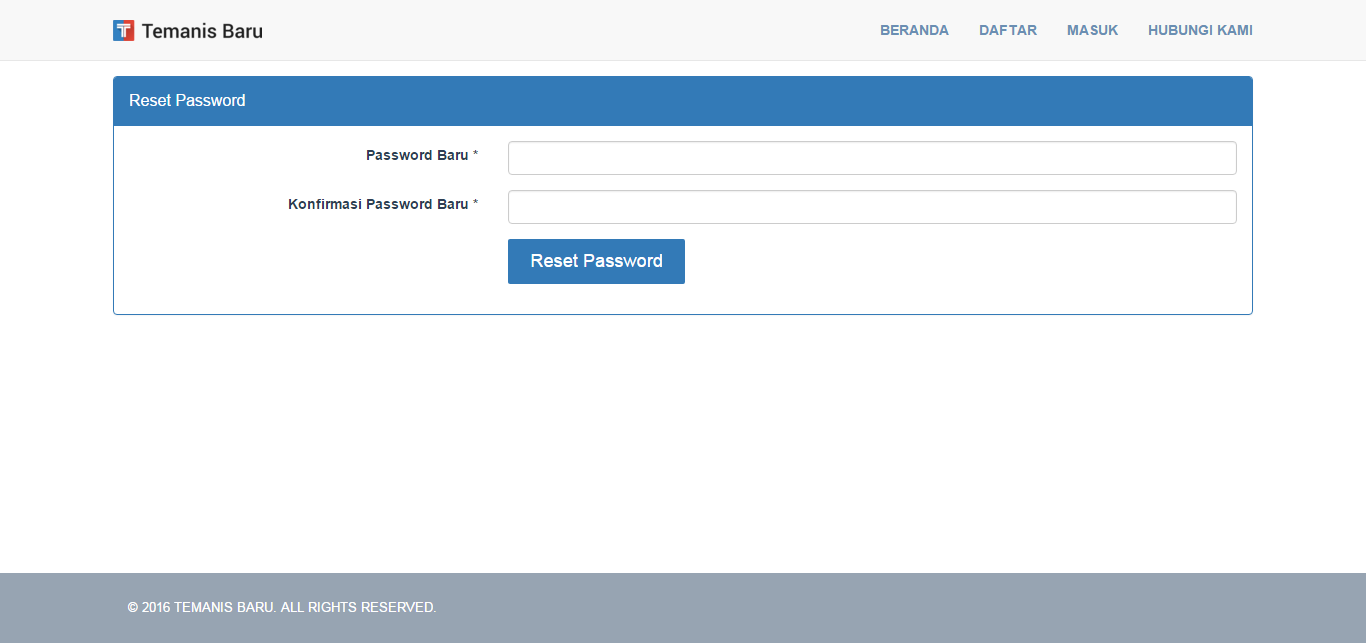 Temanis Baru
BERANDA DAFTAR MASUK HUBUNGI KAMI
Reset Password
Password Baru *
Konfirmasi Password Baru *
Reset Password
© 2016 TEMANIS BARU. ALL RIGHTS RESERVED.